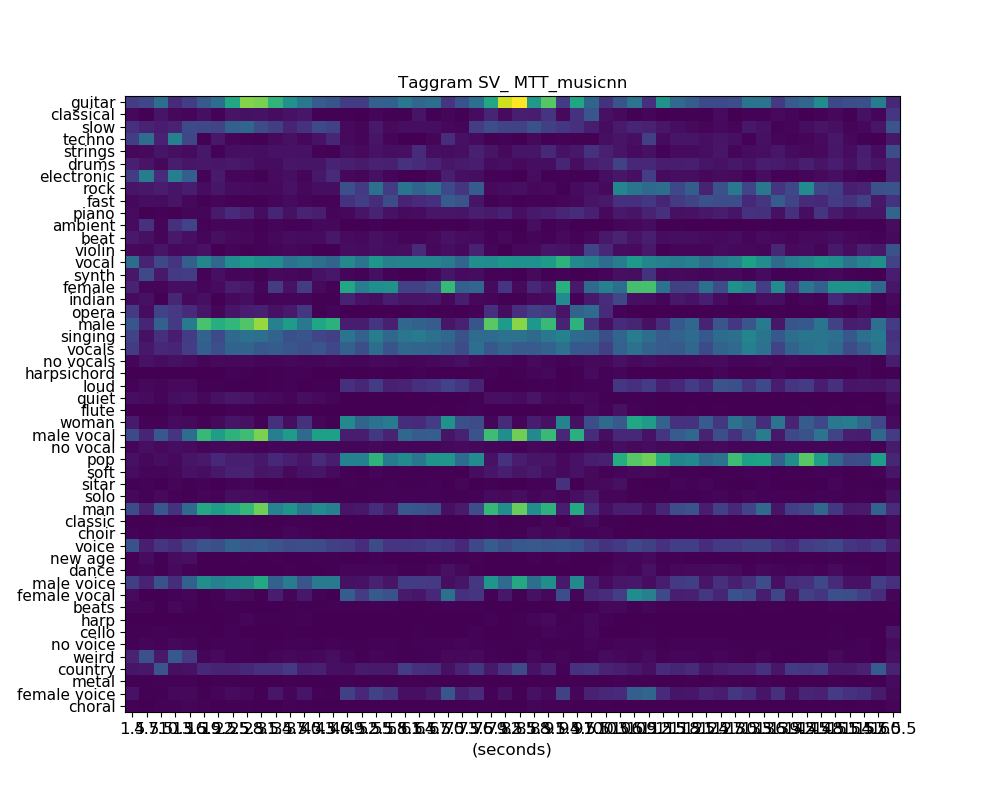 Taggram SV_ MTT_musicnn
guitar
classical
slow
techno
strings
drums
electronic
rock
fast
piano
ambient
beat
violin
vocal
synth
female
indian
opera
male
singing
vocals
no vocals
harpsichord
loud
quiet
flute
woman
male vocal
no vocal
pop
soft
sitar
solo
man
classic
choir
voice
new age
dance
male voice
female vocal
beats
harp
cello
no voice
weird
country
metal
female voice
choral
(seconds)